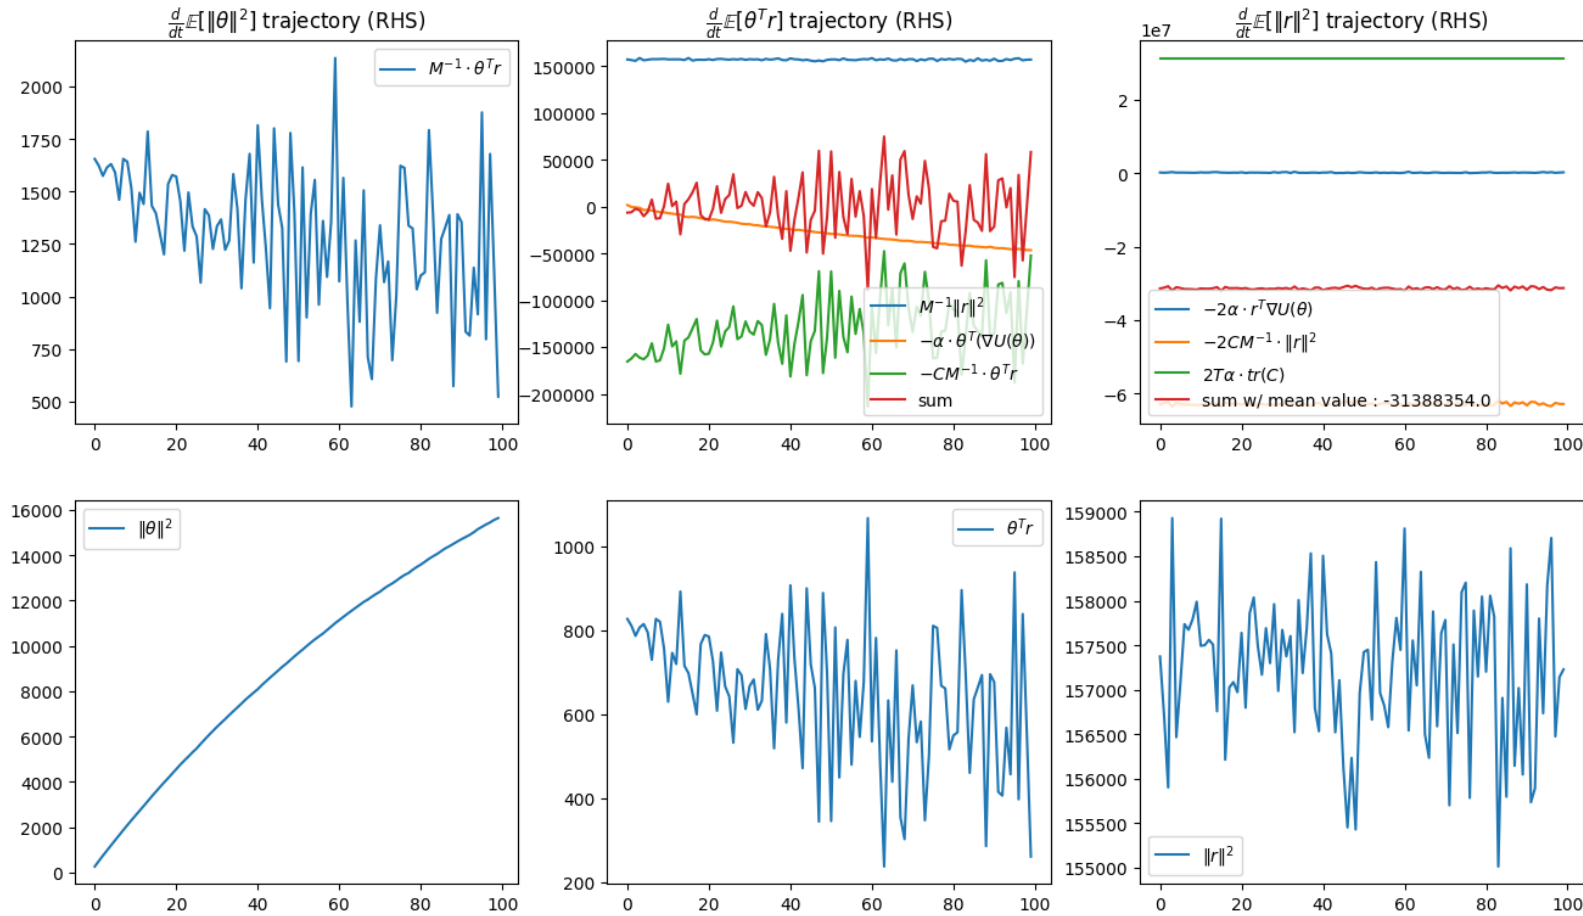 d/dt 𝔼[‖θ‖²] trajectory (RHS)
M⁻¹ · θᵀr
2000
1750
1500
1250
1000
750
500
0 20 40 60 80 100
d/dt 𝔼[θᵀr] trajectory (RHS)
150000
100000
50000
0
−50000
−100000
−150000
−200000
M⁻¹‖r‖²
−α · θᵀ(∇U(θ))
−CM⁻¹ · θᵀr
sum
0 20 40 60 80 100
d/dt 𝔼[‖r‖²] trajectory (RHS)
1e7
2
0
−2
−4
−6
−2α · rᵀ∇U(θ)
−2CM⁻¹ · ‖r‖²
2Tα · tr(C)
sum w/ mean value : -31388354.0
0 20 40 60 80 100
‖θ‖²
16000
14000
12000
10000
8000
6000
4000
2000
0
0 20 40 60 80 100
θᵀr
1000
800
600
400
200
0 20 40 60 80 100
159000
158500
158000
157500
157000
156500
156000
155500
155000
‖r‖²
0 20 40 60 80 100